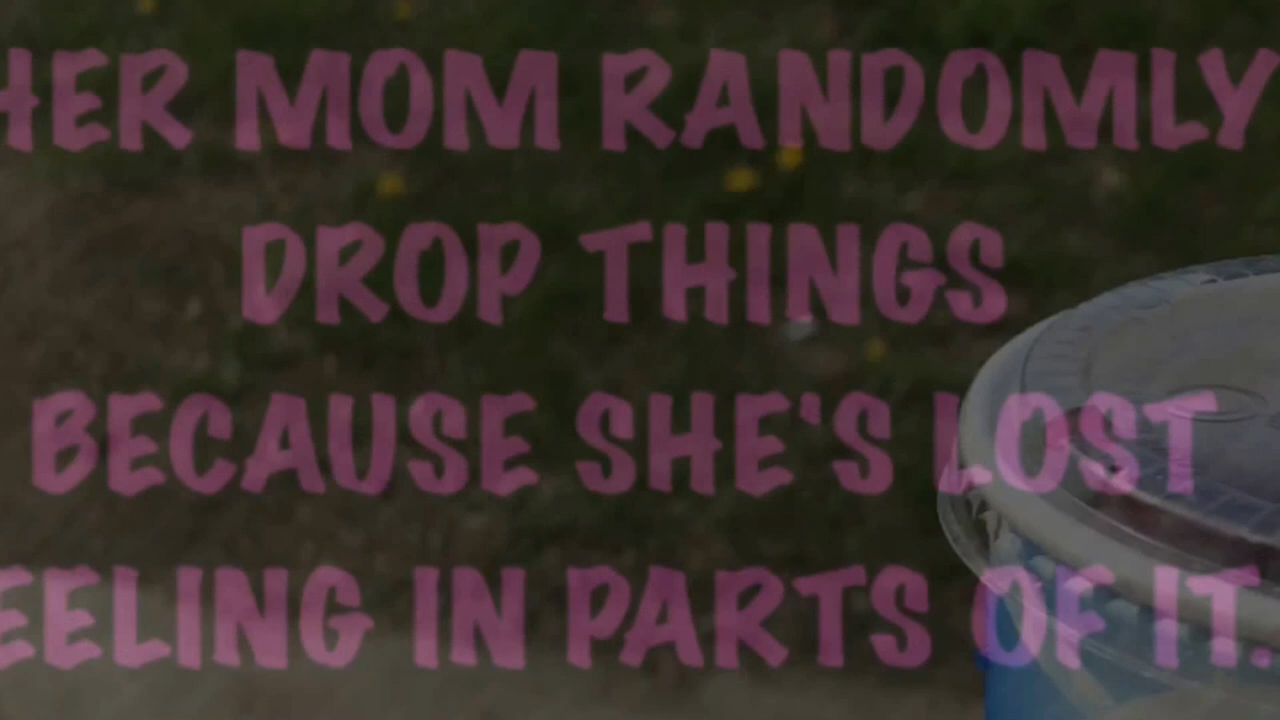 HER MOM RANDOMLY
DROP THINGS
BECAUSE SHE'S LOST
EELING IN PARTS OF IT.